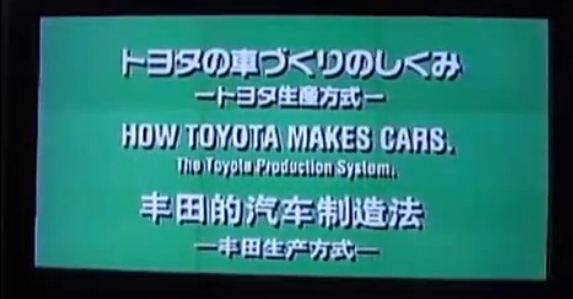 トヨタの車づくりのしくみ
ートヨタ生産方式ー
HOW TOYOTA MAKES CARS.
The Toyota Production System.
丰田的汽车制造法
一丰田生产方式一